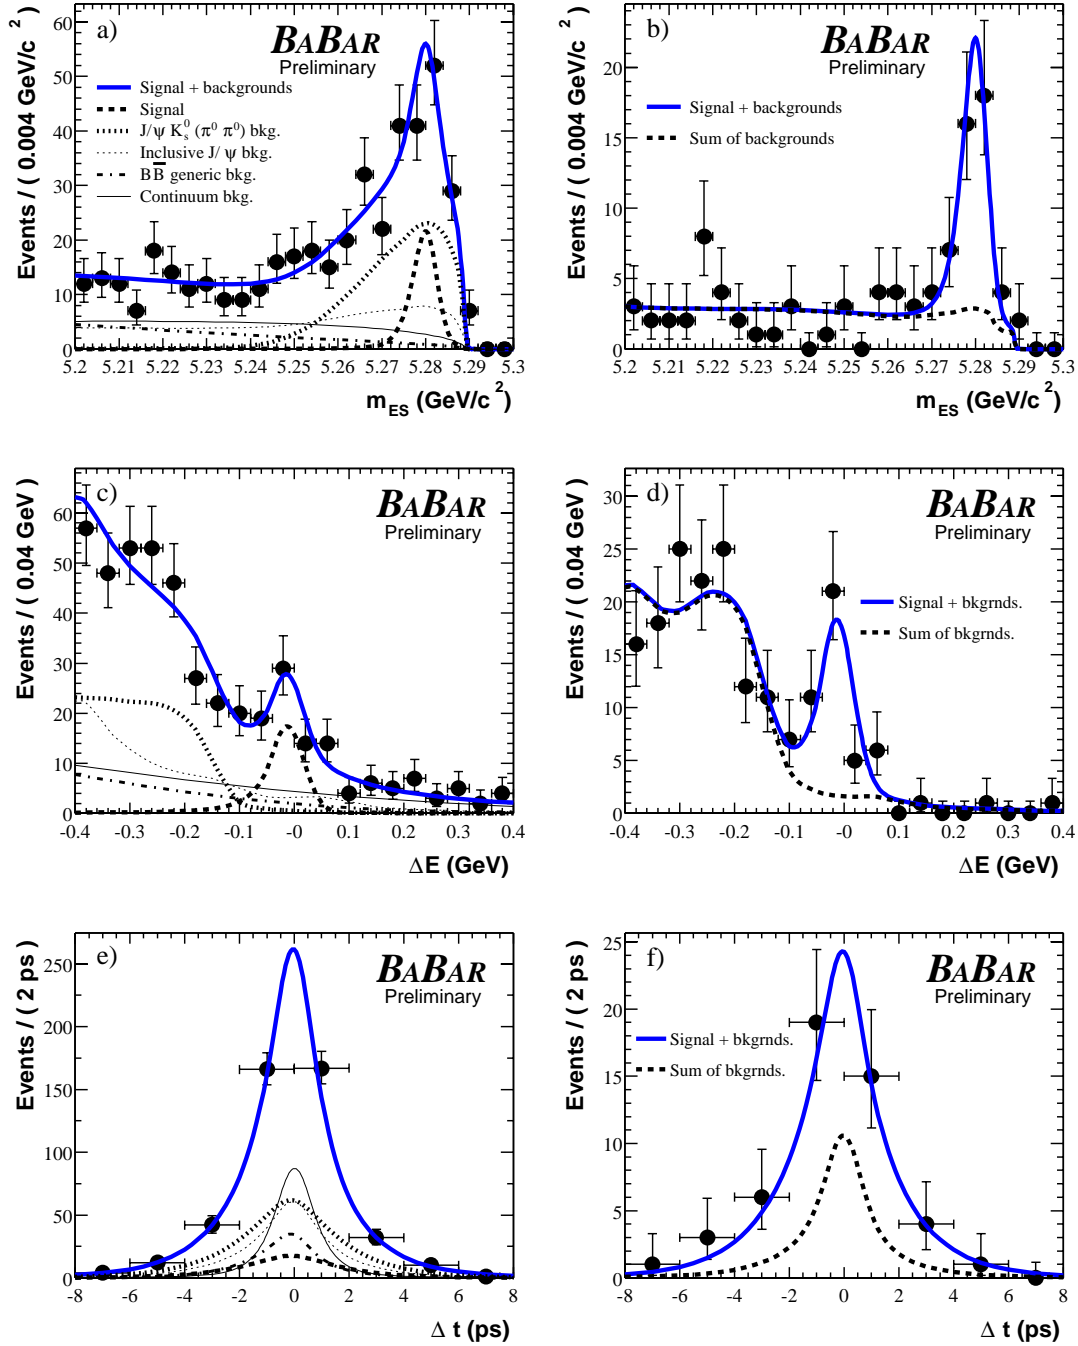 a)
BABAR
Preliminary
Signal + backgrounds
Signal
J/ψ K_s^0 (π^0 π^0) bkg.
Inclusive J/ψ bkg.
BB̅ generic bkg.
Continuum bkg.
Events / ( 0.004 GeV/c^2 )
0 10 20 30 40 50 60
5.2 5.21 5.22 5.23 5.24 5.25 5.26 5.27 5.28 5.29 5.3
m_ES (GeV/c^2)
b)
BABAR
Preliminary
Signal + backgrounds
Sum of backgrounds
Events / ( 0.004 GeV/c^2 )
0 5 10 15 20
5.2 5.21 5.22 5.23 5.24 5.25 5.26 5.27 5.28 5.29 5.3
m_ES (GeV/c^2)
c)
BABAR
Preliminary
Events / ( 0.04 GeV )
0 10 20 30 40 50 60
-0.4 -0.3 -0.2 -0.1 -0 0.1 0.2 0.3 0.4
ΔE (GeV)
d)
BABAR
Preliminary
Signal + bkgrnds.
Sum of bkgrnds.
Events / ( 0.04 GeV )
0 5 10 15 20 25 30
-0.4 -0.3 -0.2 -0.1 -0 0.1 0.2 0.3 0.4
ΔE (GeV)
e)
BABAR
Preliminary
Events / ( 2 ps )
0 50 100 150 200 250
-8 -6 -4 -2 0 2 4 6 8
Δ t (ps)
f)
BABAR
Preliminary
Signal + bkgrnds.
Sum of bkgrnds.
Events / ( 2 ps )
0 5 10 15 20 25
-8 -6 -4 -2 0 2 4 6 8
Δ t (ps)